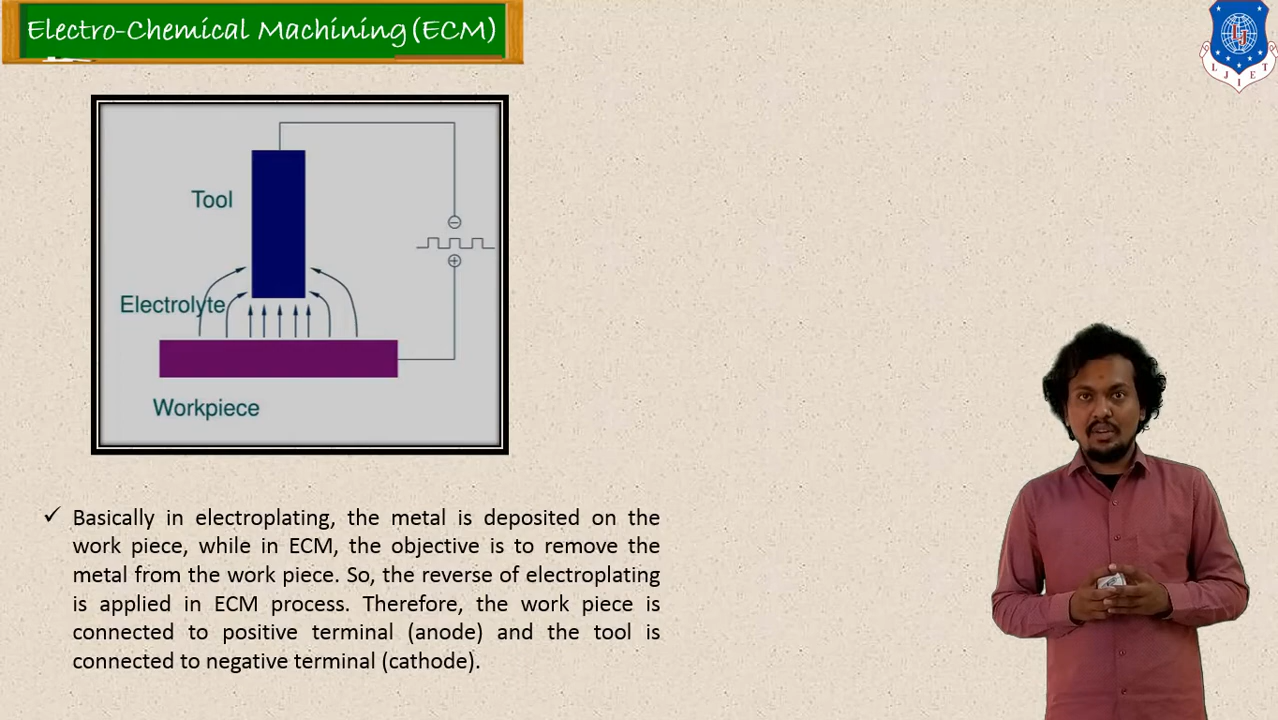 Electro-Chemical Machining (ECM)
L J I E T
Tool
Electrolyte
Workpiece
✓ Basically in electroplating, the metal is deposited on the
work piece, while in ECM, the objective is to remove the
metal from the work piece. So, the reverse of electroplating
is applied in ECM process. Therefore, the work piece is
connected to positive terminal (anode) and the tool is
connected to negative terminal (cathode).